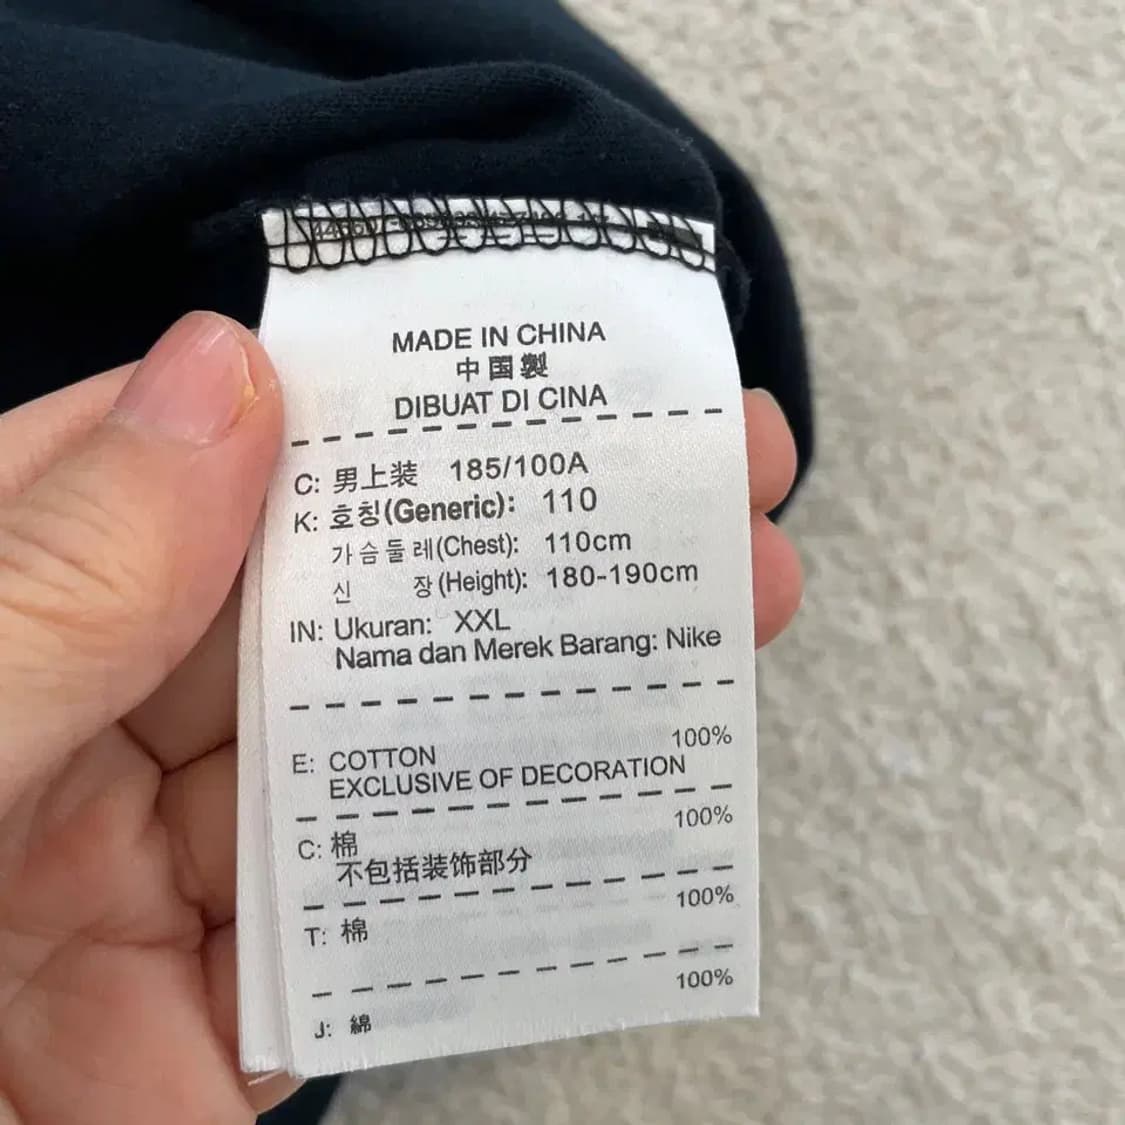 MADE IN CHINA
中国製
DIBUAT DI CINA
C: 男上装 185/100A
K: 호칭(Generic): 110
가슴둘레(Chest): 110cm
신 장(Height): 180-190cm
IN: Ukuran: XXL
Nama dan Merek Barang: Nike
100%
E: COTTON
EXCLUSIVE OF DECORATION
100%
C: 棉
不包括装饰部分
100%
T: 棉
100%
J: 綿